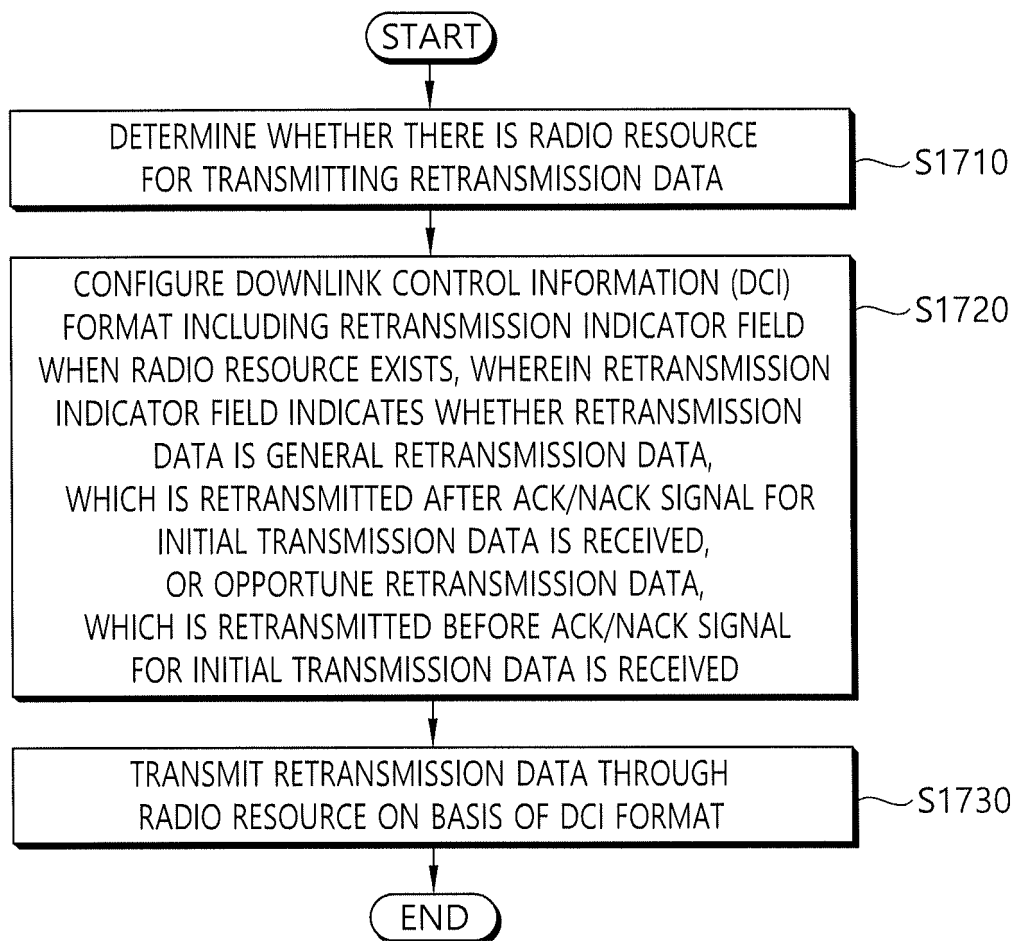 START
DETERMINE WHETHER THERE IS RADIO RESOURCE
FOR TRANSMITTING RETRANSMISSION DATA
S1710
CONFIGURE DOWNLINK CONTROL INFORMATION (DCI)
FORMAT INCLUDING RETRANSMISSION INDICATOR FIELD
WHEN RADIO RESOURCE EXISTS, WHEREIN RETRANSMISSION
INDICATOR FIELD INDICATES WHETHER RETRANSMISSION
DATA IS GENERAL RETRANSMISSION DATA,
WHICH IS RETRANSMITTED AFTER ACK/NACK SIGNAL FOR
INITIAL TRANSMISSION DATA IS RECEIVED,
OR OPPORTUNE RETRANSMISSION DATA,
WHICH IS RETRANSMITTED BEFORE ACK/NACK SIGNAL
FOR INITIAL TRANSMISSION DATA IS RECEIVED
S1720
TRANSMIT RETRANSMISSION DATA THROUGH
RADIO RESOURCE ON BASIS OF DCI FORMAT
S1730
END